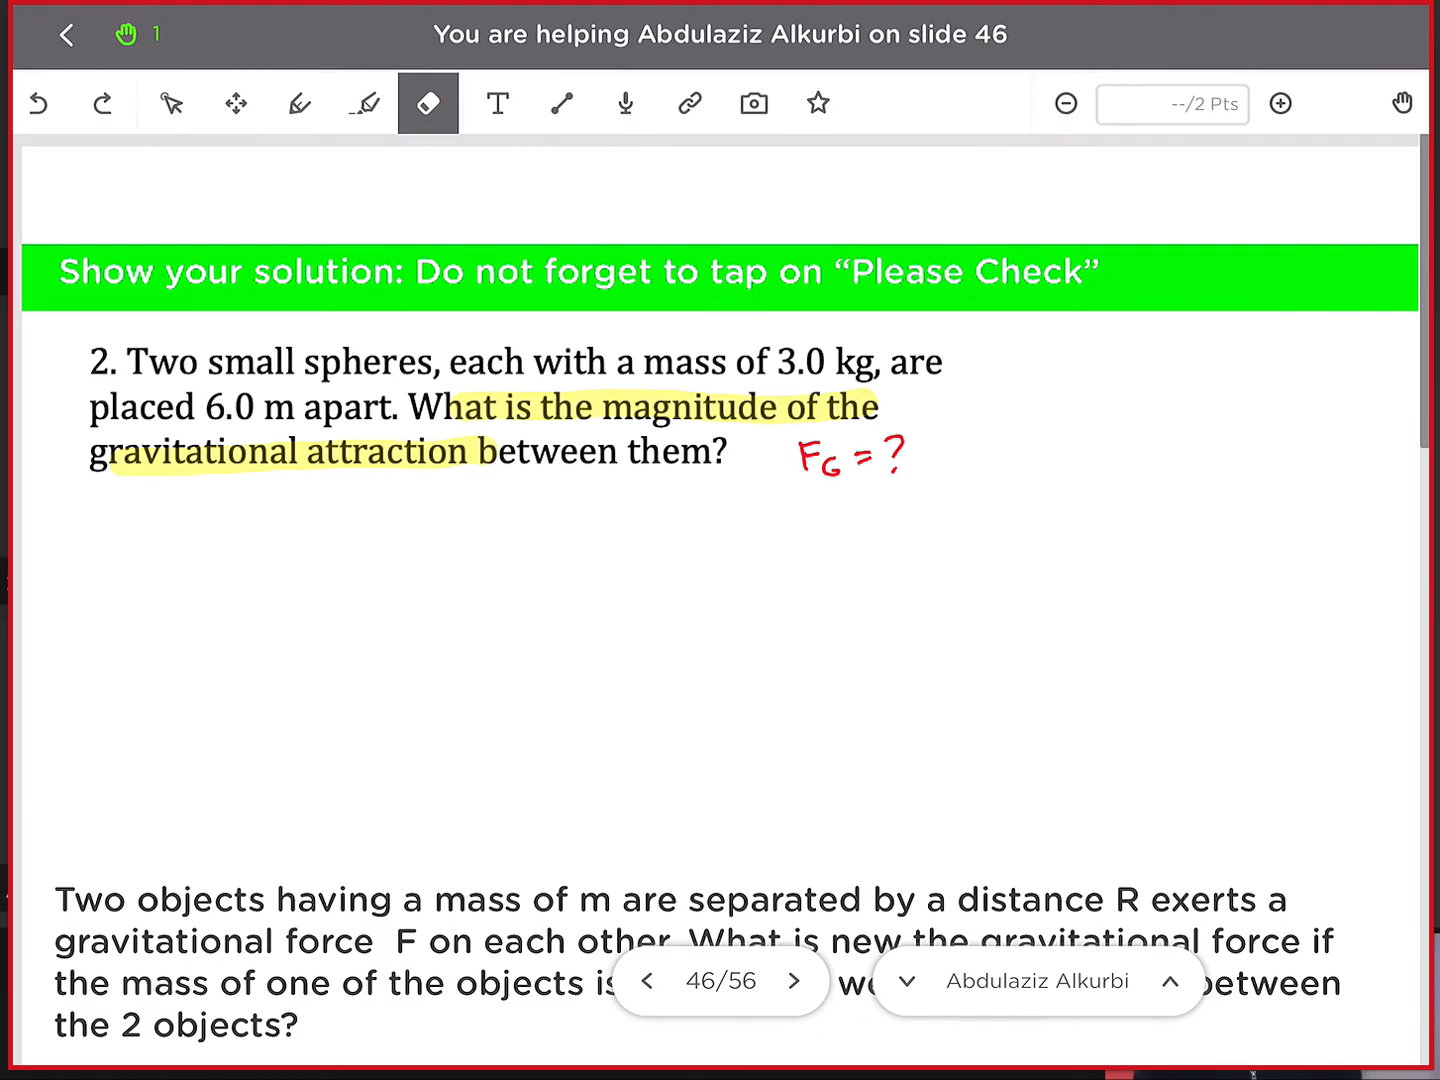 1
You are helping Abdulaziz Alkurbi on slide 46
T
--/2 Pts
Show your solution: Do not forget to tap on “Please Check”
2. Two small spheres, each with a mass of 3.0 kg, are
placed 6.0 m apart. What is the magnitude of the
gravitational attraction between them?
F_G = ?
Two objects having a mass of m are separated by a distance R exerts a
gravitational force F on each other. What is new the gravitational force if
the mass of one of the objects is between
the 2 objects?
46/56
Abdulaziz Alkurbi